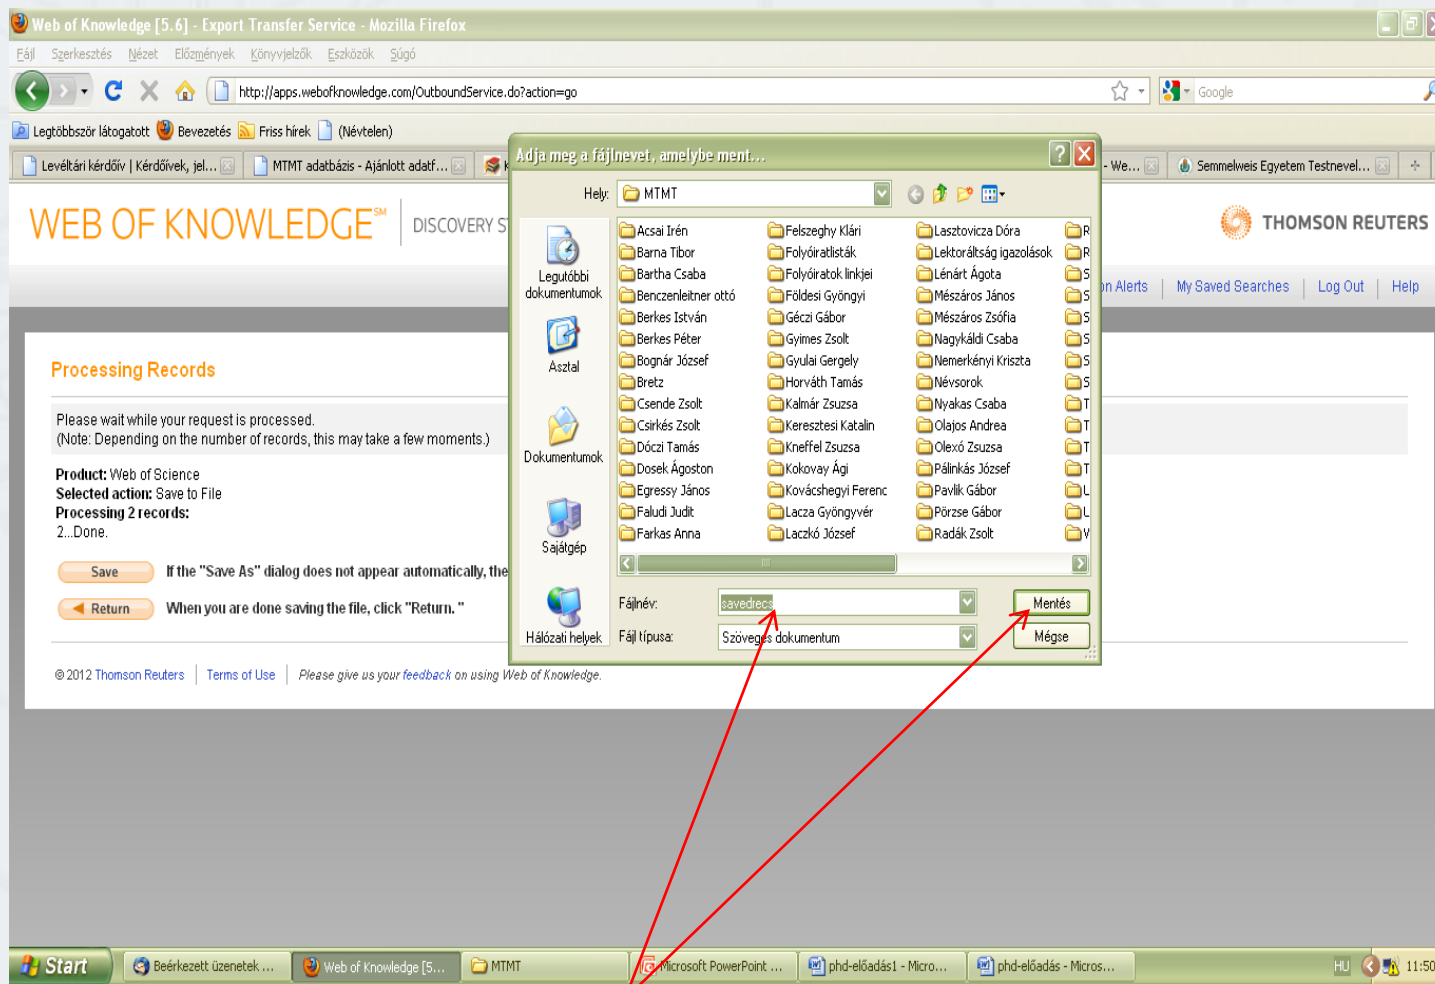 Web of Knowledge [5.6] - Export Transfer Service - Mozilla Firefox
Fájl Szerkesztés Nézet Előzmények Könyvjelzők Eszközök Súgó
http://apps.webofknowledge.com/OutboundService.do?action=go
Google
Legtöbbször látogatott Bevezetés Friss hírek (Névtelen)
Levéltári kérdőív | Kérdőívek, jel... MTMT adatbázis - Ajánlott adatf... K - We... Semmelweis Egyetem Testnevel...
WEB OF KNOWLEDGE℠ DISCOVERY S
THOMSON REUTERS
on Alerts | My Saved Searches | Log Out | Help
Processing Records
Please wait while your request is processed.
(Note: Depending on the number of records, this may take a few moments.)
Product: Web of Science
Selected action: Save to File
Processing 2 records:
2...Done.
Save If the "Save As" dialog does not appear automatically, the
Return When you are done saving the file, click "Return. "
© 2012 Thomson Reuters | Terms of Use | Please give us your feedback on using Web of Knowledge.
Adja meg a fájlnevet, amelybe ment...
Hely: MTMT
Legutóbbi dokumentumok
Asztal
Dokumentumok
Sajátgép
Hálózati helyek
Acsai Irén
Barna Tibor
Bartha Csaba
Benczenleitner ottó
Berkes István
Berkes Péter
Bognár József
Bretz
Csende Zsolt
Csirkés Zsolt
Dóczi Tamás
Dosek Ágoston
Egressy János
Faludi Judit
Farkas Anna
Felszeghy Klári
Folyóiratlisták
Folyóiratok linkjei
Földesi Gyöngyi
Géczi Gábor
Gyimes Zsolt
Gyulai Gergely
Horváth Tamás
Kalmár Zsuzsa
Keresztesi Katalin
Kneffel Zsuzsa
Kokovay Ági
Kovácshegyi Ferenc
Lacza Gyöngyvér
Laczkó József
Lasztovicza Dóra
Lektoráltság igazolások
Lénárt Ágota
Mészáros János
Mészáros Zsófia
Nagykáldi Csaba
Nemerkényi Kriszta
Névsorok
Nyakas Csaba
Olajos Andrea
Olexó Zsuzsa
Pálinkás József
Pavlik Gábor
Pörzse Gábor
Radák Zsolt
R
R
S
S
S
S
S
S
T
T
T
T
L
L
V
Fájlnév: savedrecs Mentés
Fájl típusa: Szöveges dokumentum Mégse
Start Beérkezett üzenetek ... Web of Knowledge [5... MTMT Microsoft PowerPoint ... phd-előadás1 - Micro... phd-előadás - Micros... HU 11:50